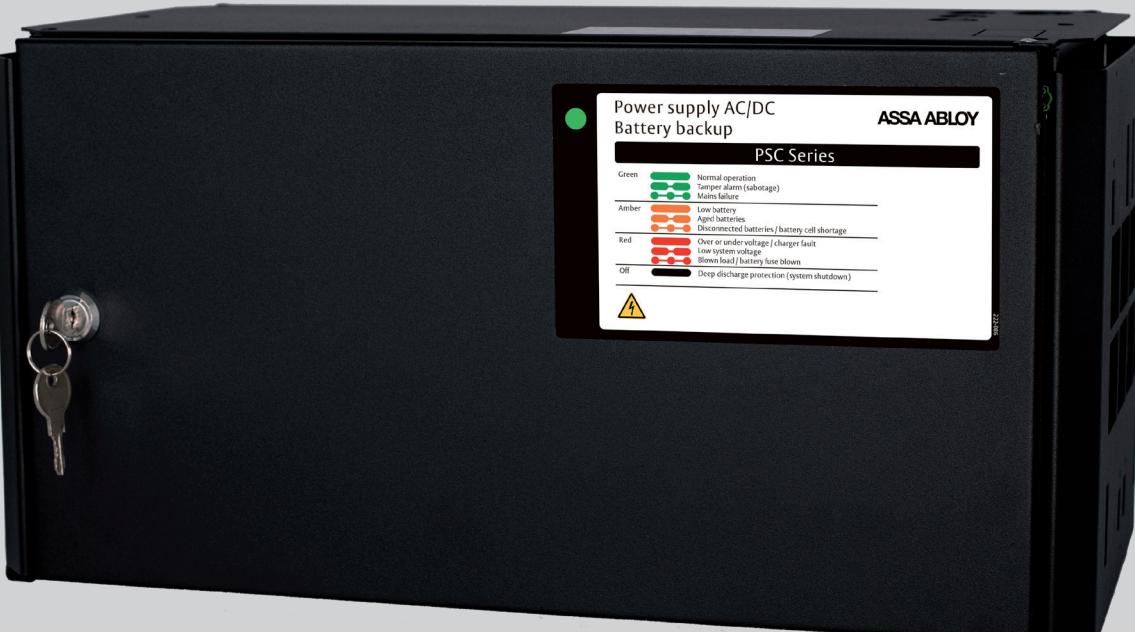 Power supply AC/DC
Battery backup
ASSA ABLOY
PSC Series
Green
Normal operation
Tamper alarm (sabotage)
Mains failure
Amber
Low battery
Aged batteries
Disconnected batteries / battery cell shortage
Red
Over or under voltage / charger fault
Low system voltage
Blown load / battery fuse blown
Off
Deep discharge protection (system shutdown)